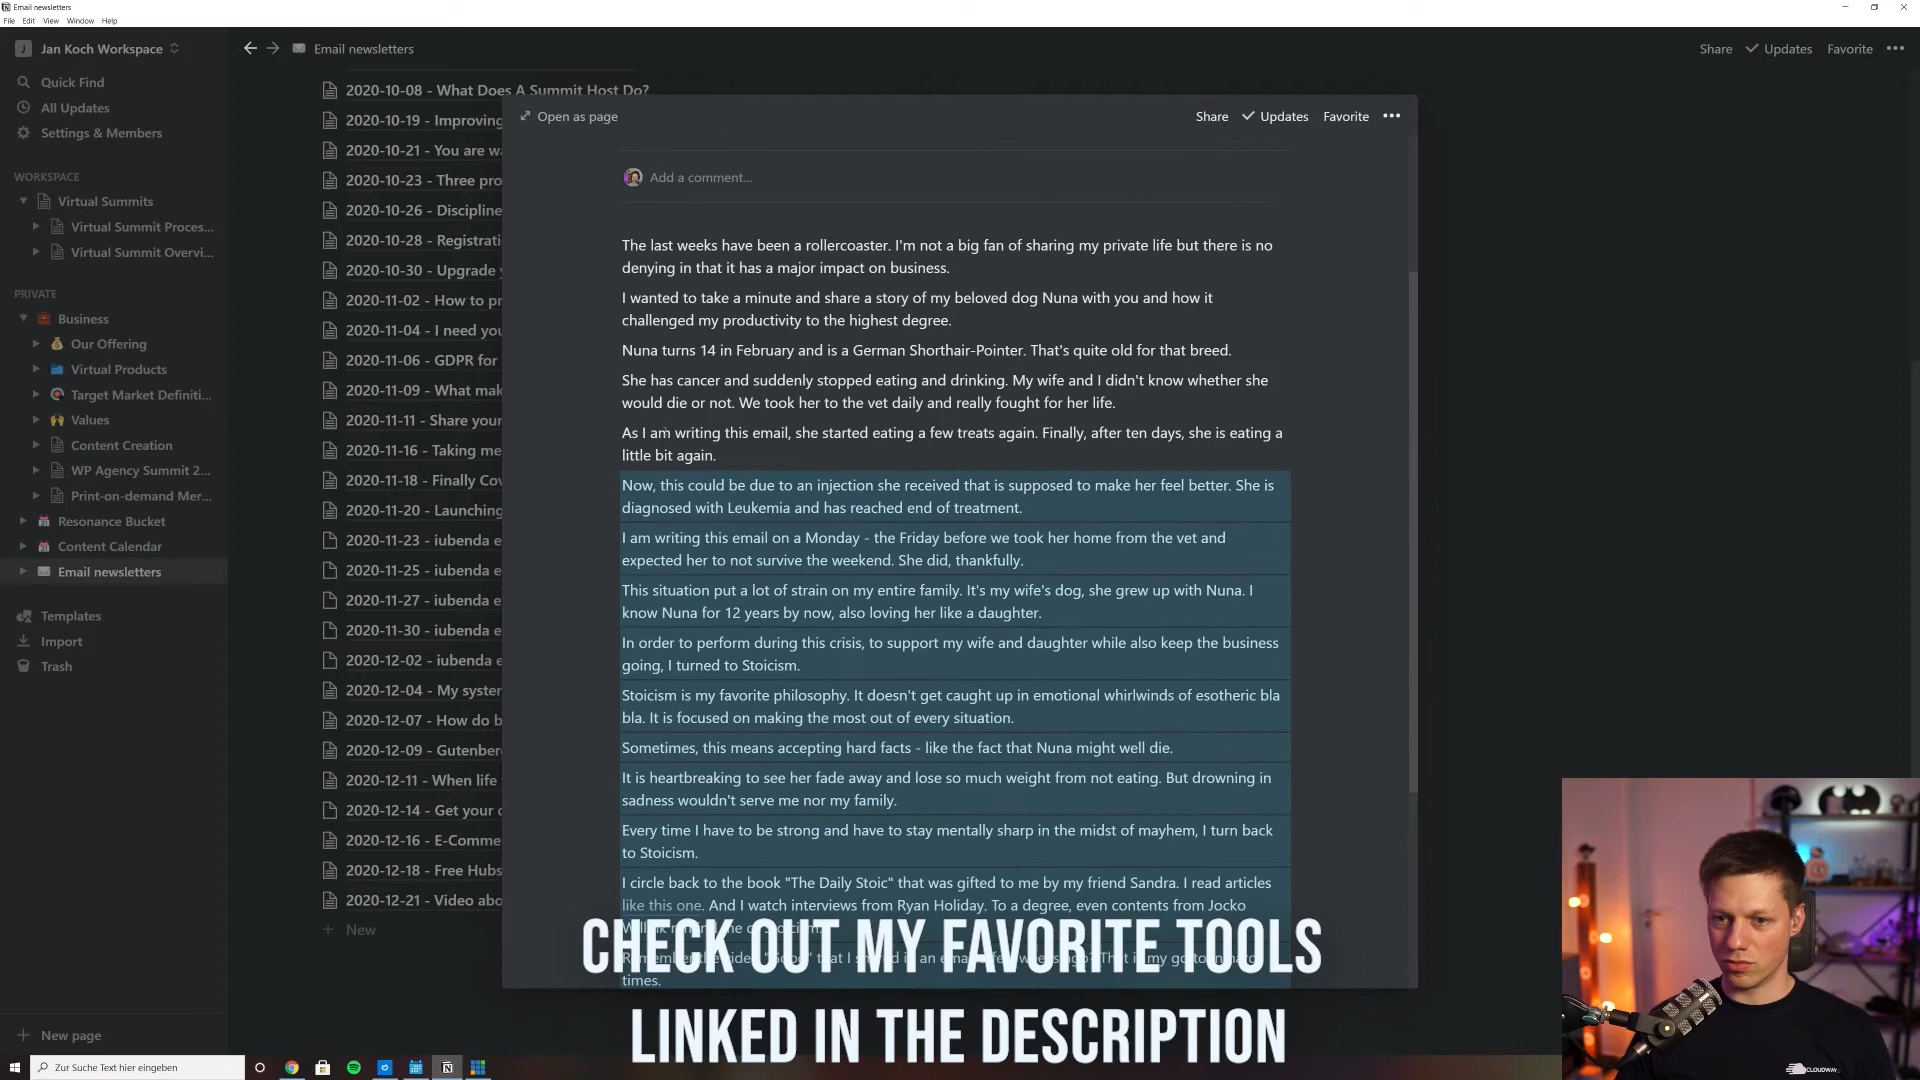 Email newsletters
File Edit View Window Help
J Jan Koch Workspace
Email newsletters
Share Updates Favorite
Quick Find
All Updates
Settings & Members
WORKSPACE
Virtual Summits
Virtual Summit Proces...
Virtual Summit Overvi...
PRIVATE
Business
Our Offering
Virtual Products
Target Market Definiti...
Values
Content Creation
WP Agency Summit 2...
Print-on-demand Mer...
Resonance Bucket
Content Calendar
Email newsletters
Templates
Import
Trash
New page
2020-10-08 - What Does A Summit Host Do?
2020-10-19 - Improving
2020-10-21 - You are wa
2020-10-23 - Three pro
2020-10-26 - Discipline
2020-10-28 - Registrati
2020-10-30 - Upgrade y
2020-11-02 - How to pr
2020-11-04 - I need you
2020-11-06 - GDPR for
2020-11-09 - What mak
2020-11-11 - Share your
2020-11-16 - Taking me
2020-11-18 - Finally Cov
2020-11-20 - Launching
2020-11-23 - iubenda e
2020-11-25 - iubenda e
2020-11-27 - iubenda e
2020-11-30 - iubenda e
2020-12-02 - iubenda e
2020-12-04 - My system
2020-12-07 - How do b
2020-12-09 - Gutenberg
2020-12-11 - When life
2020-12-14 - Get your c
2020-12-16 - E-Comme
2020-12-18 - Free Hubs
2020-12-21 - Video abo
New
Open as page
Share Updates Favorite
Add a comment...
The last weeks have been a rollercoaster. I'm not a big fan of sharing my private life but there is no
denying in that it has a major impact on business.
I wanted to take a minute and share a story of my beloved dog Nuna with you and how it
challenged my productivity to the highest degree.
Nuna turns 14 in February and is a German Shorthair-Pointer. That's quite old for that breed.
She has cancer and suddenly stopped eating and drinking. My wife and I didn't know whether she
would die or not. We took her to the vet daily and really fought for her life.
As I am writing this email, she started eating a few treats again. Finally, after ten days, she is eating a
little bit again.
Now, this could be due to an injection she received that is supposed to make her feel better. She is
diagnosed with Leukemia and has reached end of treatment.
I am writing this email on a Monday - the Friday before we took her home from the vet and
expected her to not survive the weekend. She did, thankfully.
This situation put a lot of strain on my entire family. It's my wife's dog, she grew up with Nuna. I
know Nuna for 12 years by now, also loving her like a daughter.
In order to perform during this crisis, to support my wife and daughter while also keep the business
going, I turned to Stoicism.
Stoicism is my favorite philosophy. It doesn't get caught up in emotional whirlwinds of esotheric bla
bla. It is focused on making the most out of every situation.
Sometimes, this means accepting hard facts - like the fact that Nuna might well die.
It is heartbreaking to see her fade away and lose so much weight from not eating. But drowning in
sadness wouldn't serve me nor my family.
Every time I have to be strong and have to stay mentally sharp in the midst of mayhem, I turn back
to Stoicism.
I circle back to the book "The Daily Stoic" that was gifted to me by my friend Sandra. I read articles
like this one. And I watch interviews from Ryan Holiday. To a degree, even contents from Jocko
times.
CHECK OUT MY FAVORITE TOOLS
LINKED IN THE DESCRIPTION
Zur Suche Text hier eingeben
CLOUDWAY